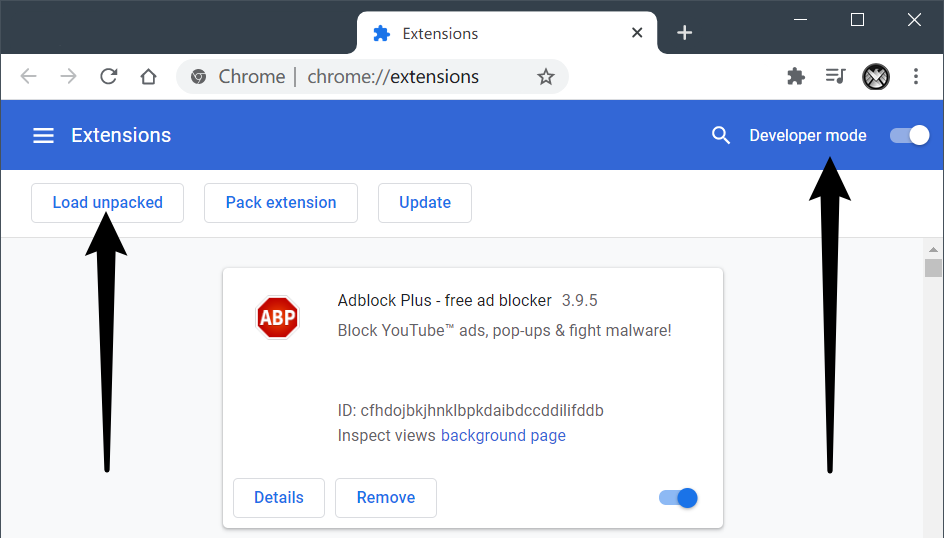 Extensions
Chrome | chrome://extensions
Extensions
Developer mode
Load unpacked
Pack extension
Update
ABP
Adblock Plus - free ad blocker 3.9.5
Block YouTube™ ads, pop-ups & fight malware!
ID: cfhdojbkjhnklbpkdaibdccddilifddb
Inspect views background page
Details
Remove